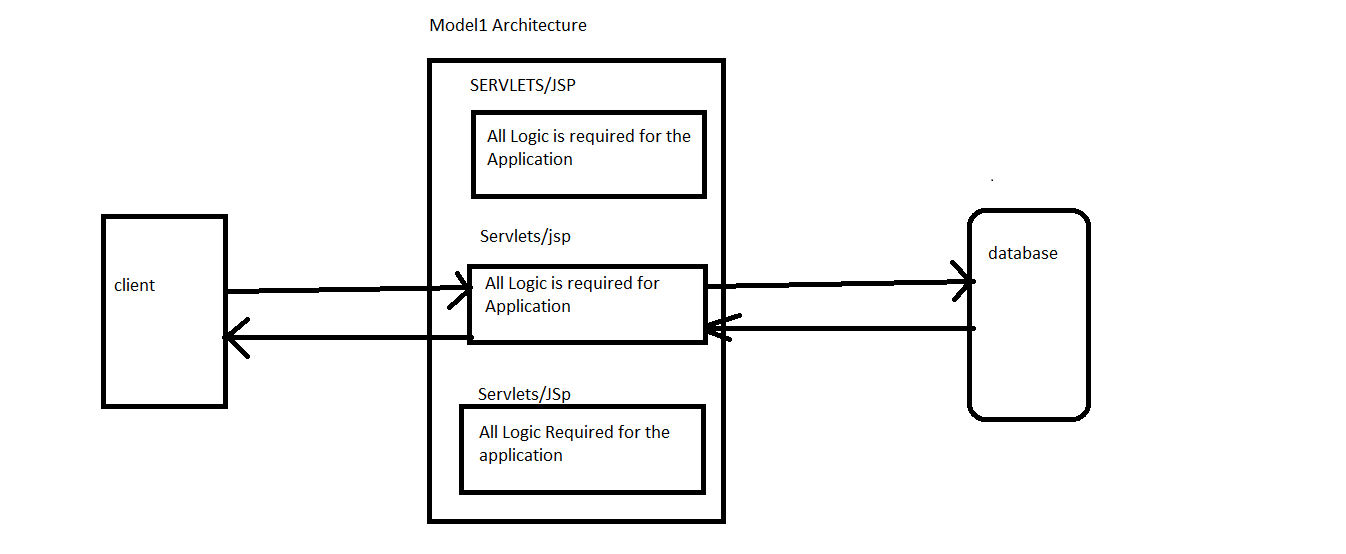 Model1 Architecture
SERVLETS/JSP
All Logic is required for the
Application
Servlets/jsp
client
All Logic is required for
Application
database
Servlets/JSp
All Logic Required for the
application